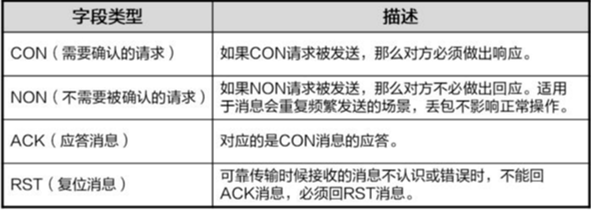 字段类型 描述
CON（需要确认的请求） 如果CON请求被发送，那么对方必须做出响应。
NON（不需要被确认的请求） 如果NON请求被发送，那么对方不必做出回应。适用
于消息会重复频繁发送的场景，丢包不影响正常操作。
ACK（应答消息） 对应的是CON消息的应答。
RST（复位消息） 可靠传输时候接收的消息不认识或错误时，不能回
ACK消息，必须回RST消息。